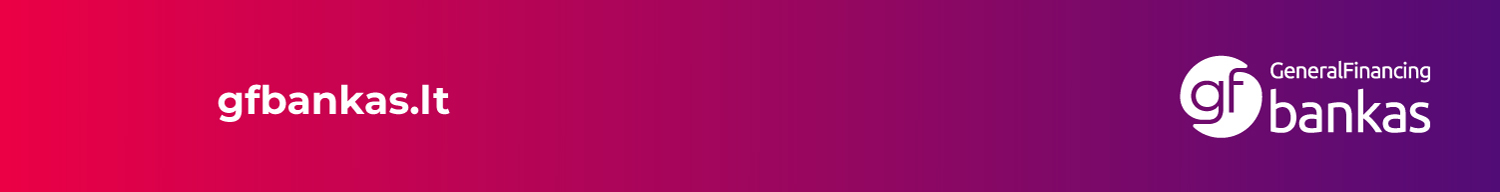 gfbankas.lt
gf
GeneralFinancing
bankas